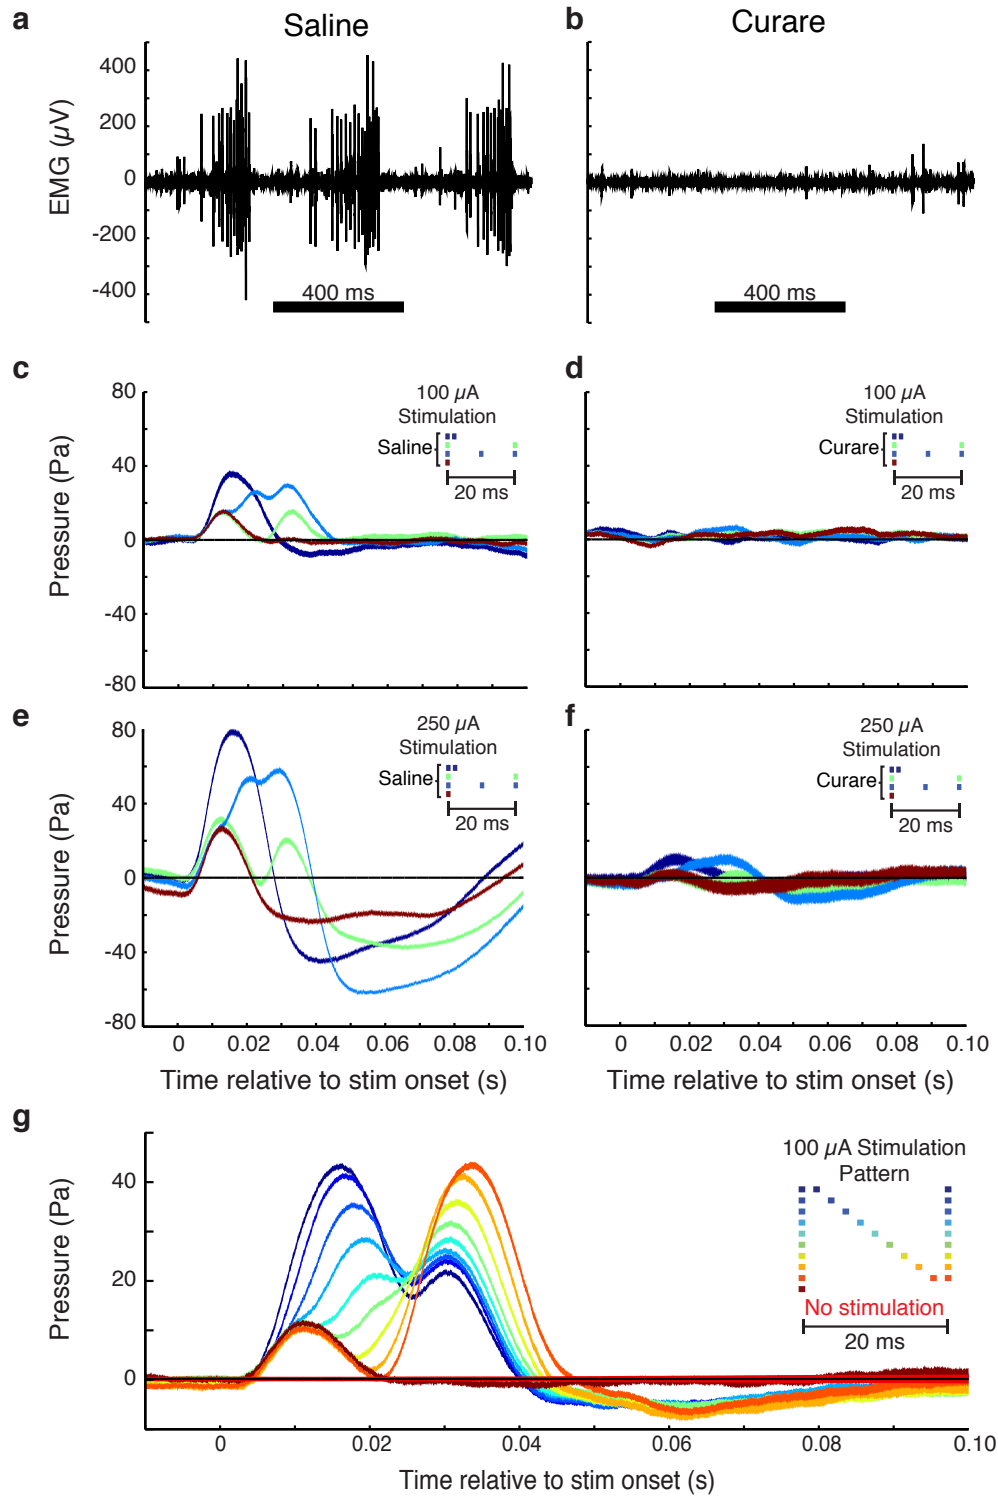 a
Saline
b
Curare
EMG (µV)
400
200
0
-200
-400
400 ms
400 ms
c
d
Pressure (Pa)
80
40
0
-40
-80
100 µA
Stimulation
Saline
20 ms
100 µA
Stimulation
Curare
20 ms
e
f
Pressure (Pa)
80
40
0
-40
-80
250 µA
Stimulation
Saline
20 ms
250 µA
Stimulation
Curare
20 ms
0 0.02 0.04 0.06 0.08 0.10
0 0.02 0.04 0.06 0.08 0.10
Time relative to stim onset (s)
Time relative to stim onset (s)
g
Pressure (Pa)
40
20
0
100 µA Stimulation
Pattern
No stimulation
20 ms
0 0.02 0.04 0.06 0.08 0.10
Time relative to stim onset (s)